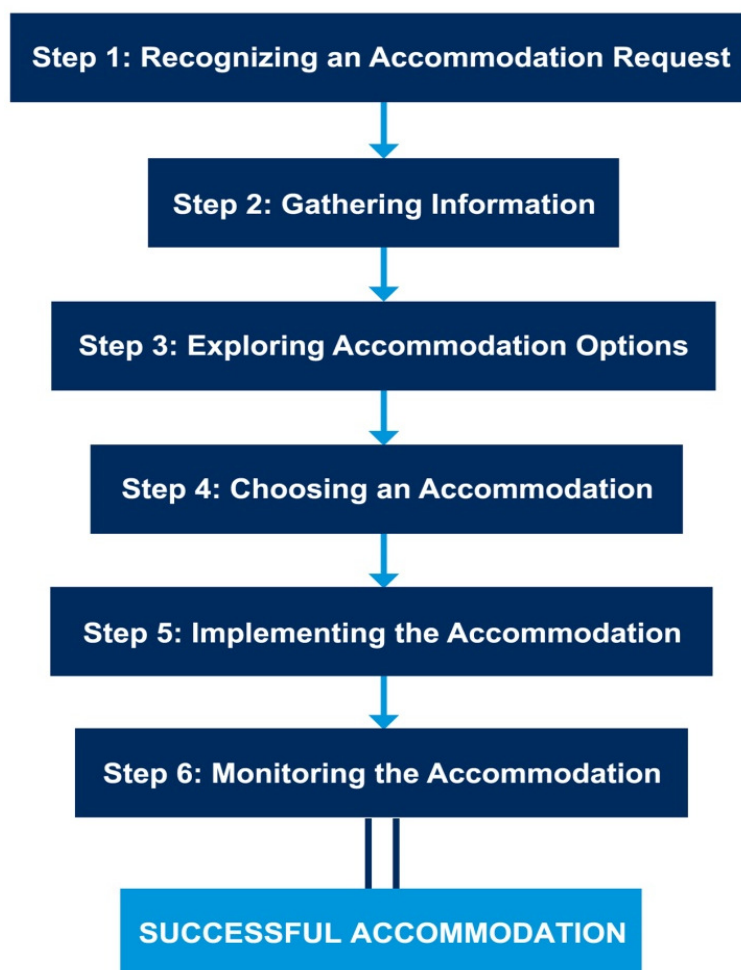 Step 1: Recognizing an Accommodation Request
Step 2: Gathering Information
Step 3: Exploring Accommodation Options
Step 4: Choosing an Accommodation
Step 5: Implementing the Accommodation
Step 6: Monitoring the Accommodation
SUCCESSFUL ACCOMMODATION